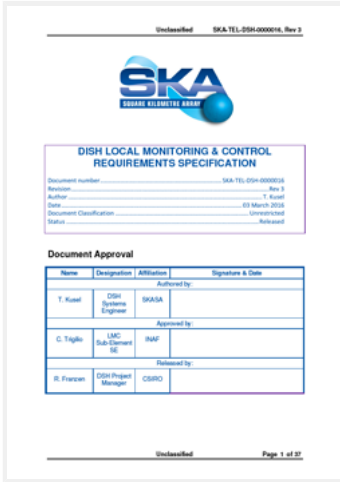 Unclassified SKA-TEL-DSH-0000016, Rev 3
SKA
SQUARE KILOMETRE ARRAY
DISH LOCAL MONITORING & CONTROL
REQUIREMENTS SPECIFICATION
Document number ........ SKA-TEL-DSH-0000016
Revision ........ Rev 3
Author ........ T. Kusel
Date ........ 03 March 2016
Document Classification ........ Unrestricted
Status ........ Released
Document Approval
Name Designation Affiliation Signature & Date
Authored by:
T. Kusel DSH Systems Engineer SKASA
Approved by:
C. Trigilio LMC Sub-Element SE INAF
Released by:
R. Franzen DSH Project Manager CSIRO
Unclassified Page 1 of 37